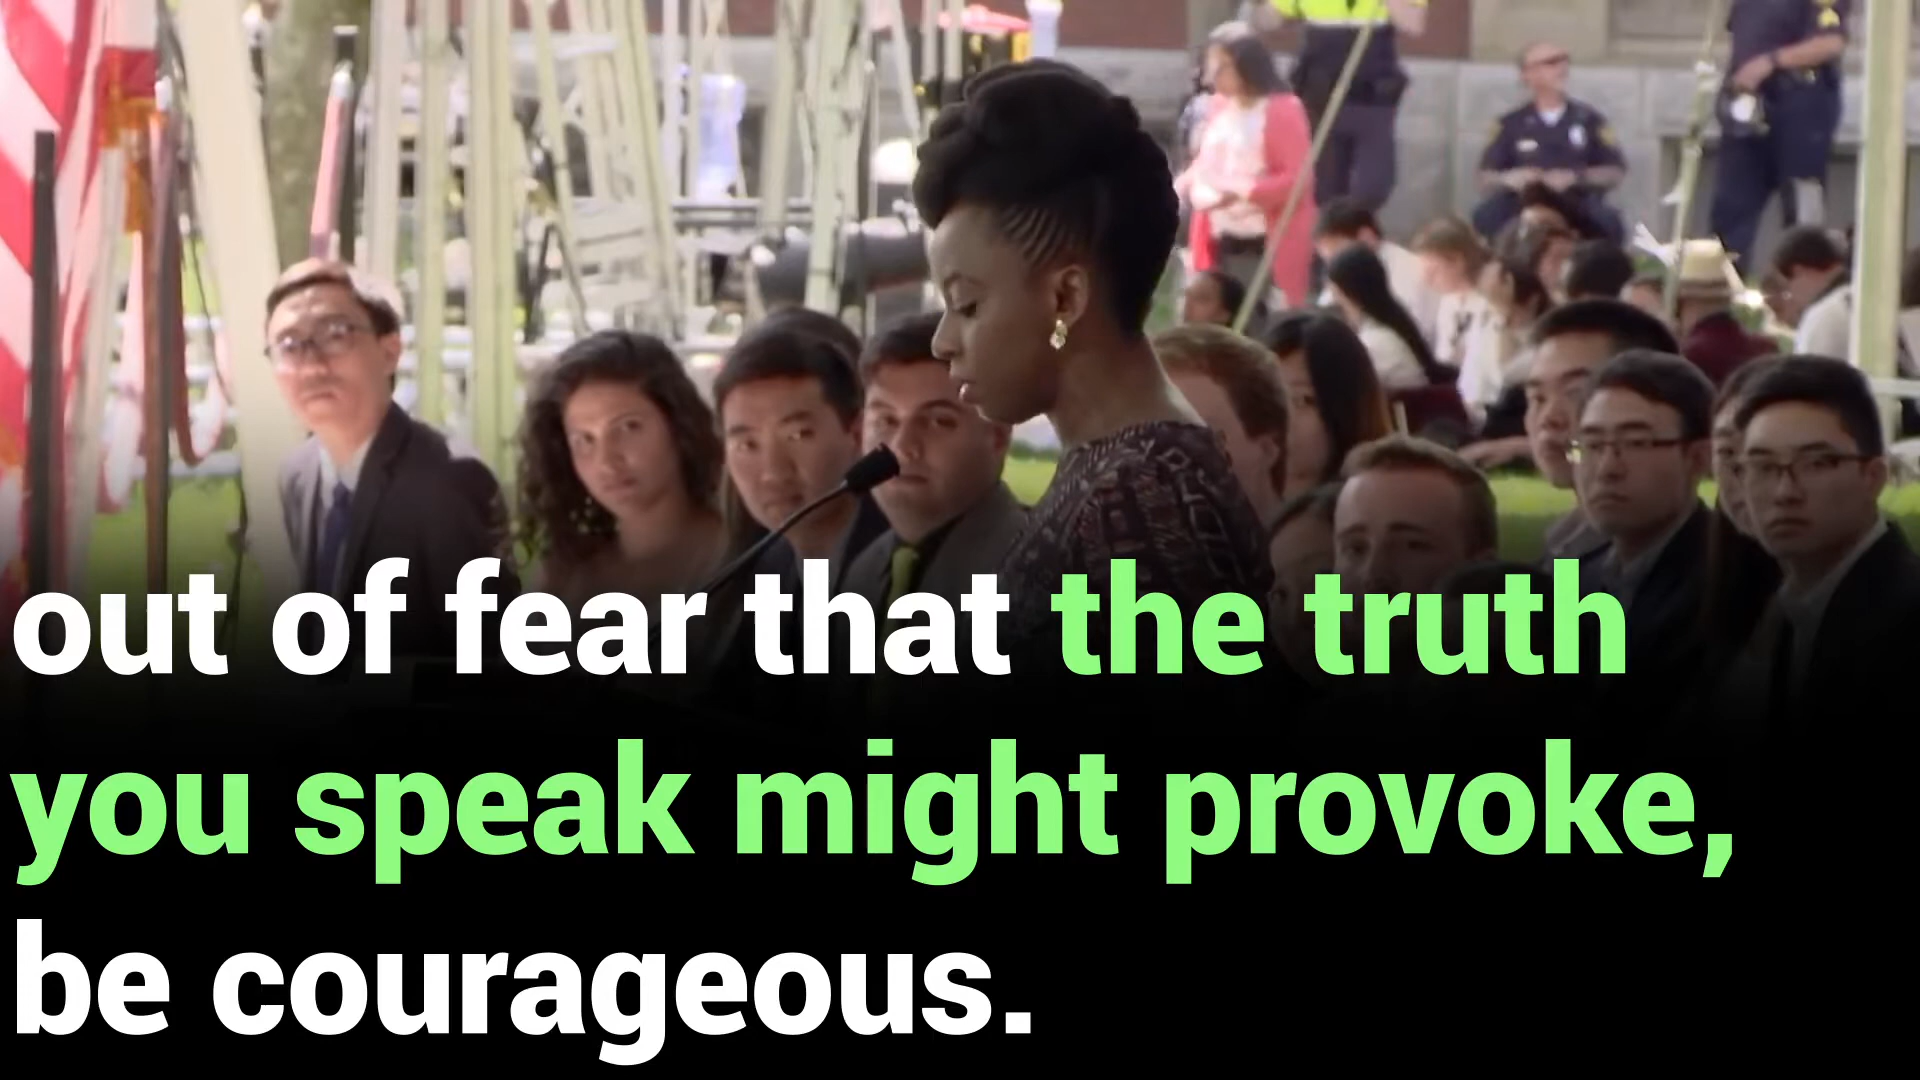 out of fear that the truth
you speak might provoke,
be courageous.